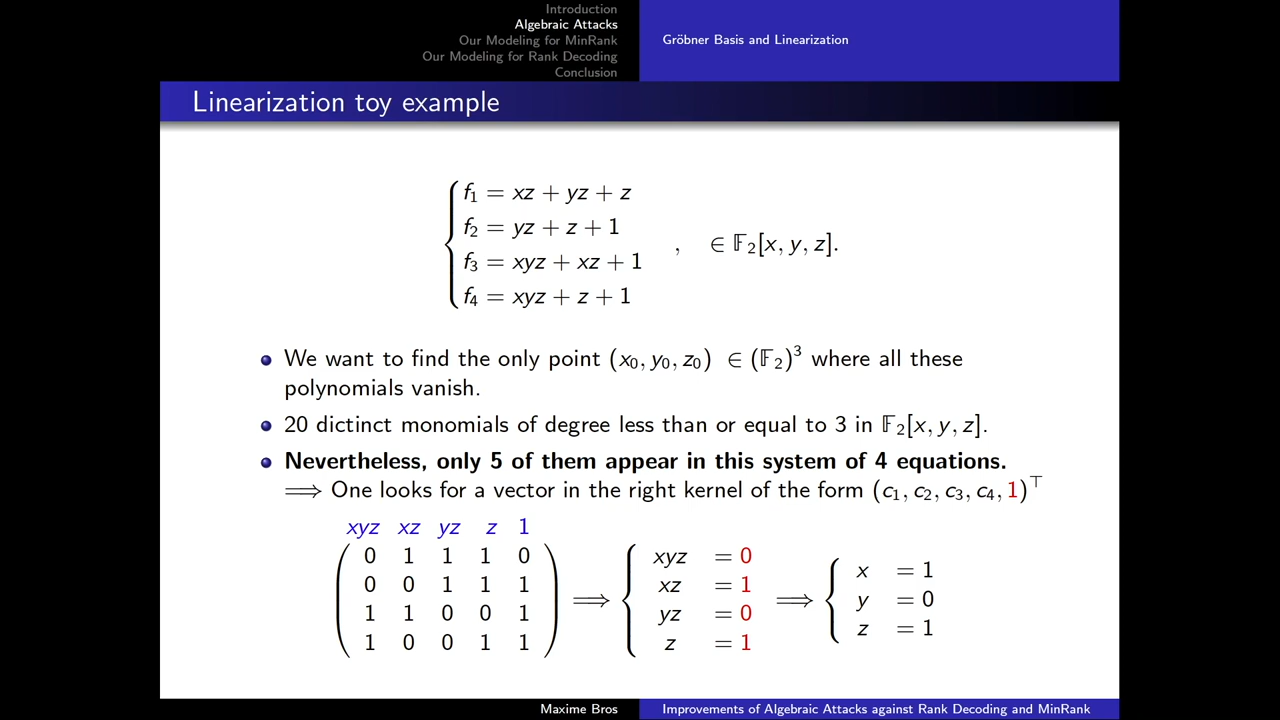 Introduction
Algebraic Attacks
Our Modeling for MinRank
Our Modeling for Rank Decoding
Conclusion
Gröbner Basis and Linearization
Linearization toy example
f₁ = xz + yz + z
f₂ = yz + z + 1
f₃ = xyz + xz + 1
f₄ = xyz + z + 1
, ∈ 𝔽₂[x, y, z].
We want to find the only point (x₀, y₀, z₀) ∈ (𝔽₂)³ where all these
polynomials vanish.
20 dictinct monomials of degree less than or equal to 3 in 𝔽₂[x, y, z].
Nevertheless, only 5 of them appear in this system of 4 equations.
⟹ One looks for a vector in the right kernel of the form (c₁, c₂, c₃, c₄, 1)⊤
xyz xz yz z 1
0 1 1 1 0
0 0 1 1 1
1 1 0 0 1
1 0 0 1 1
⟹
xyz = 0
xz = 1
yz = 0
z = 1
⟹
x = 1
y = 0
z = 1
Maxime Bros
Improvements of Algebraic Attacks against Rank Decoding and MinRank